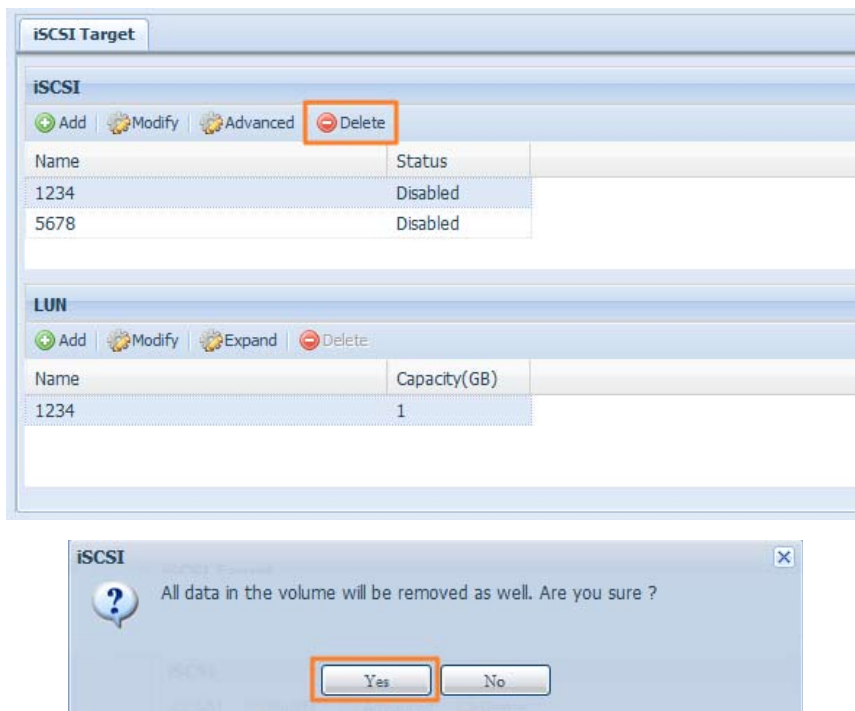 iSCSI Target
iSCSI
Add Modify Advanced Delete
Name Status
1234 Disabled
5678 Disabled
LUN
Add Modify Expand Delete
Name Capacity(GB)
1234 1
iSCSI
All data in the volume will be removed as well. Are you sure ?
Yes No